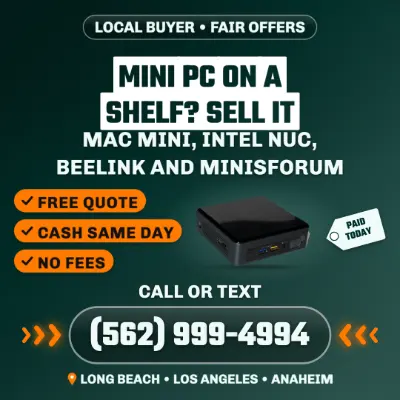 LOCAL BUYER • FAIR OFFERS
MINI PC ON A
SHELF? SELL IT
MAC MINI, INTEL NUC,
BEELINK AND MINISFORUM
FREE QUOTE
CASH SAME DAY
NO FEES
PAID
TODAY
CALL OR TEXT
(562) 999-4994
LONG BEACH • LOS ANGELES • ANAHEIM